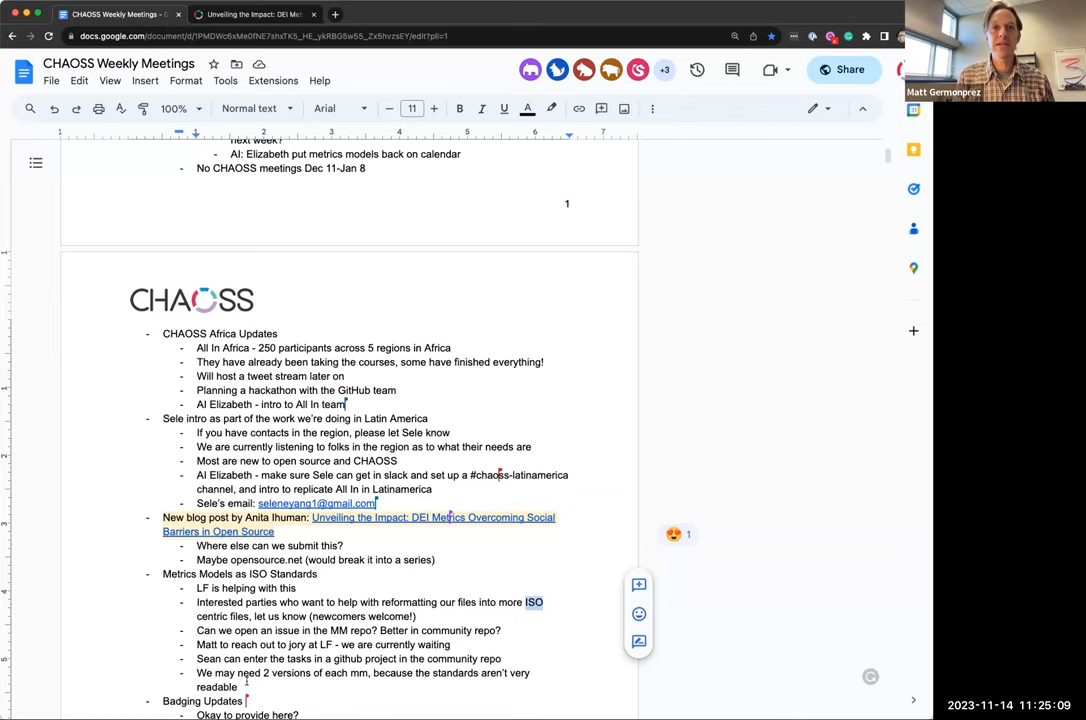 CHAOSS Weekly Meetings - G
Unveiling the Impact: DEI Met
docs.google.com/document/d/1PMDWc6xMe0fNE7shxTK5_HE_ykRBG5w55_Zx5hvzsEY/edit?pli=1
CHAOSS Weekly Meetings
File Edit View Insert Format Tools Extensions Help
+3
Share
Matt Germonprez
100%
Normal text
Arial
11
B I U A
1 1 2 3 4 5 6 7
next week?
- AI: Elizabeth put metrics models back on calendar
- No CHAOSS meetings Dec 11-Jan 8
1
CHAOSS
- CHAOSS Africa Updates
- All In Africa - 250 participants across 5 regions in Africa
- They have already been taking the courses, some have finished everything!
- Will host a tweet stream later on
- Planning a hackathon with the GitHub team
- AI Elizabeth - intro to All In team
- Sele intro as part of the work we're doing in Latin America
- If you have contacts in the region, please let Sele know
- We are currently listening to folks in the region as to what their needs are
- Most are new to open source and CHAOSS
- AI Elizabeth - make sure Sele can get in slack and set up a #chaoss-latinamerica
channel, and intro to replicate All In in Latinamerica
- Sele's email: seleneyang1@gmail.com
- New blog post by Anita Ihuman: Unveiling the Impact: DEI Metrics Overcoming Social
Barriers in Open Source
- Where else can we submit this?
- Maybe opensource.net (would break it into a series)
1
- Metrics Models as ISO Standards
- LF is helping with this
- Interested parties who want to help with reformatting our files into more ISO
centric files, let us know (newcomers welcome!)
- Can we open an issue in the MM repo? Better in community repo?
- Matt to reach out to jory at LF - we are currently waiting
- Sean can enter the tasks in a github project in the community repo
- We may need 2 versions of each mm, because the standards aren't very
readable
- Badging Updates
- Okay to provide here?
1
2
3
4
5
2023-11-14 11:25:09